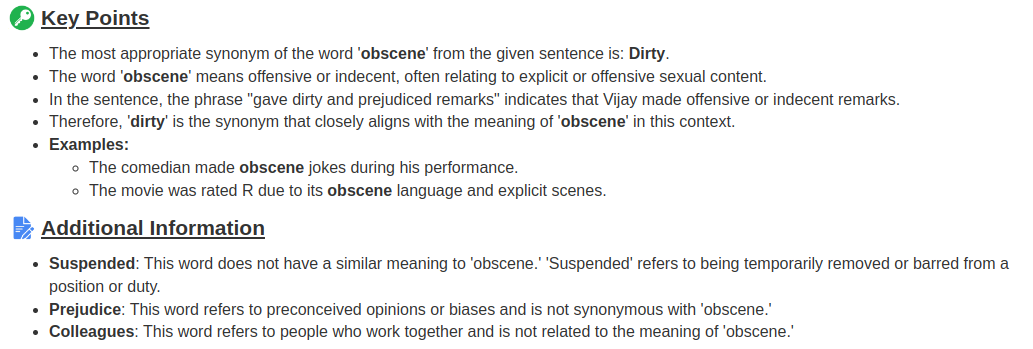 Key Points
The most appropriate synonym of the word 'obscene' from the given sentence is: Dirty.
The word 'obscene' means offensive or indecent, often relating to explicit or offensive sexual content.
In the sentence, the phrase "gave dirty and prejudiced remarks" indicates that Vijay made offensive or indecent remarks.
Therefore, 'dirty' is the synonym that closely aligns with the meaning of 'obscene' in this context.
Examples:
The comedian made obscene jokes during his performance.
The movie was rated R due to its obscene language and explicit scenes.
Additional Information
Suspended: This word does not have a similar meaning to 'obscene.' 'Suspended' refers to being temporarily removed or barred from a
position or duty.
Prejudice: This word refers to preconceived opinions or biases and is not synonymous with 'obscene.'
Colleagues: This word refers to people who work together and is not related to the meaning of 'obscene.'